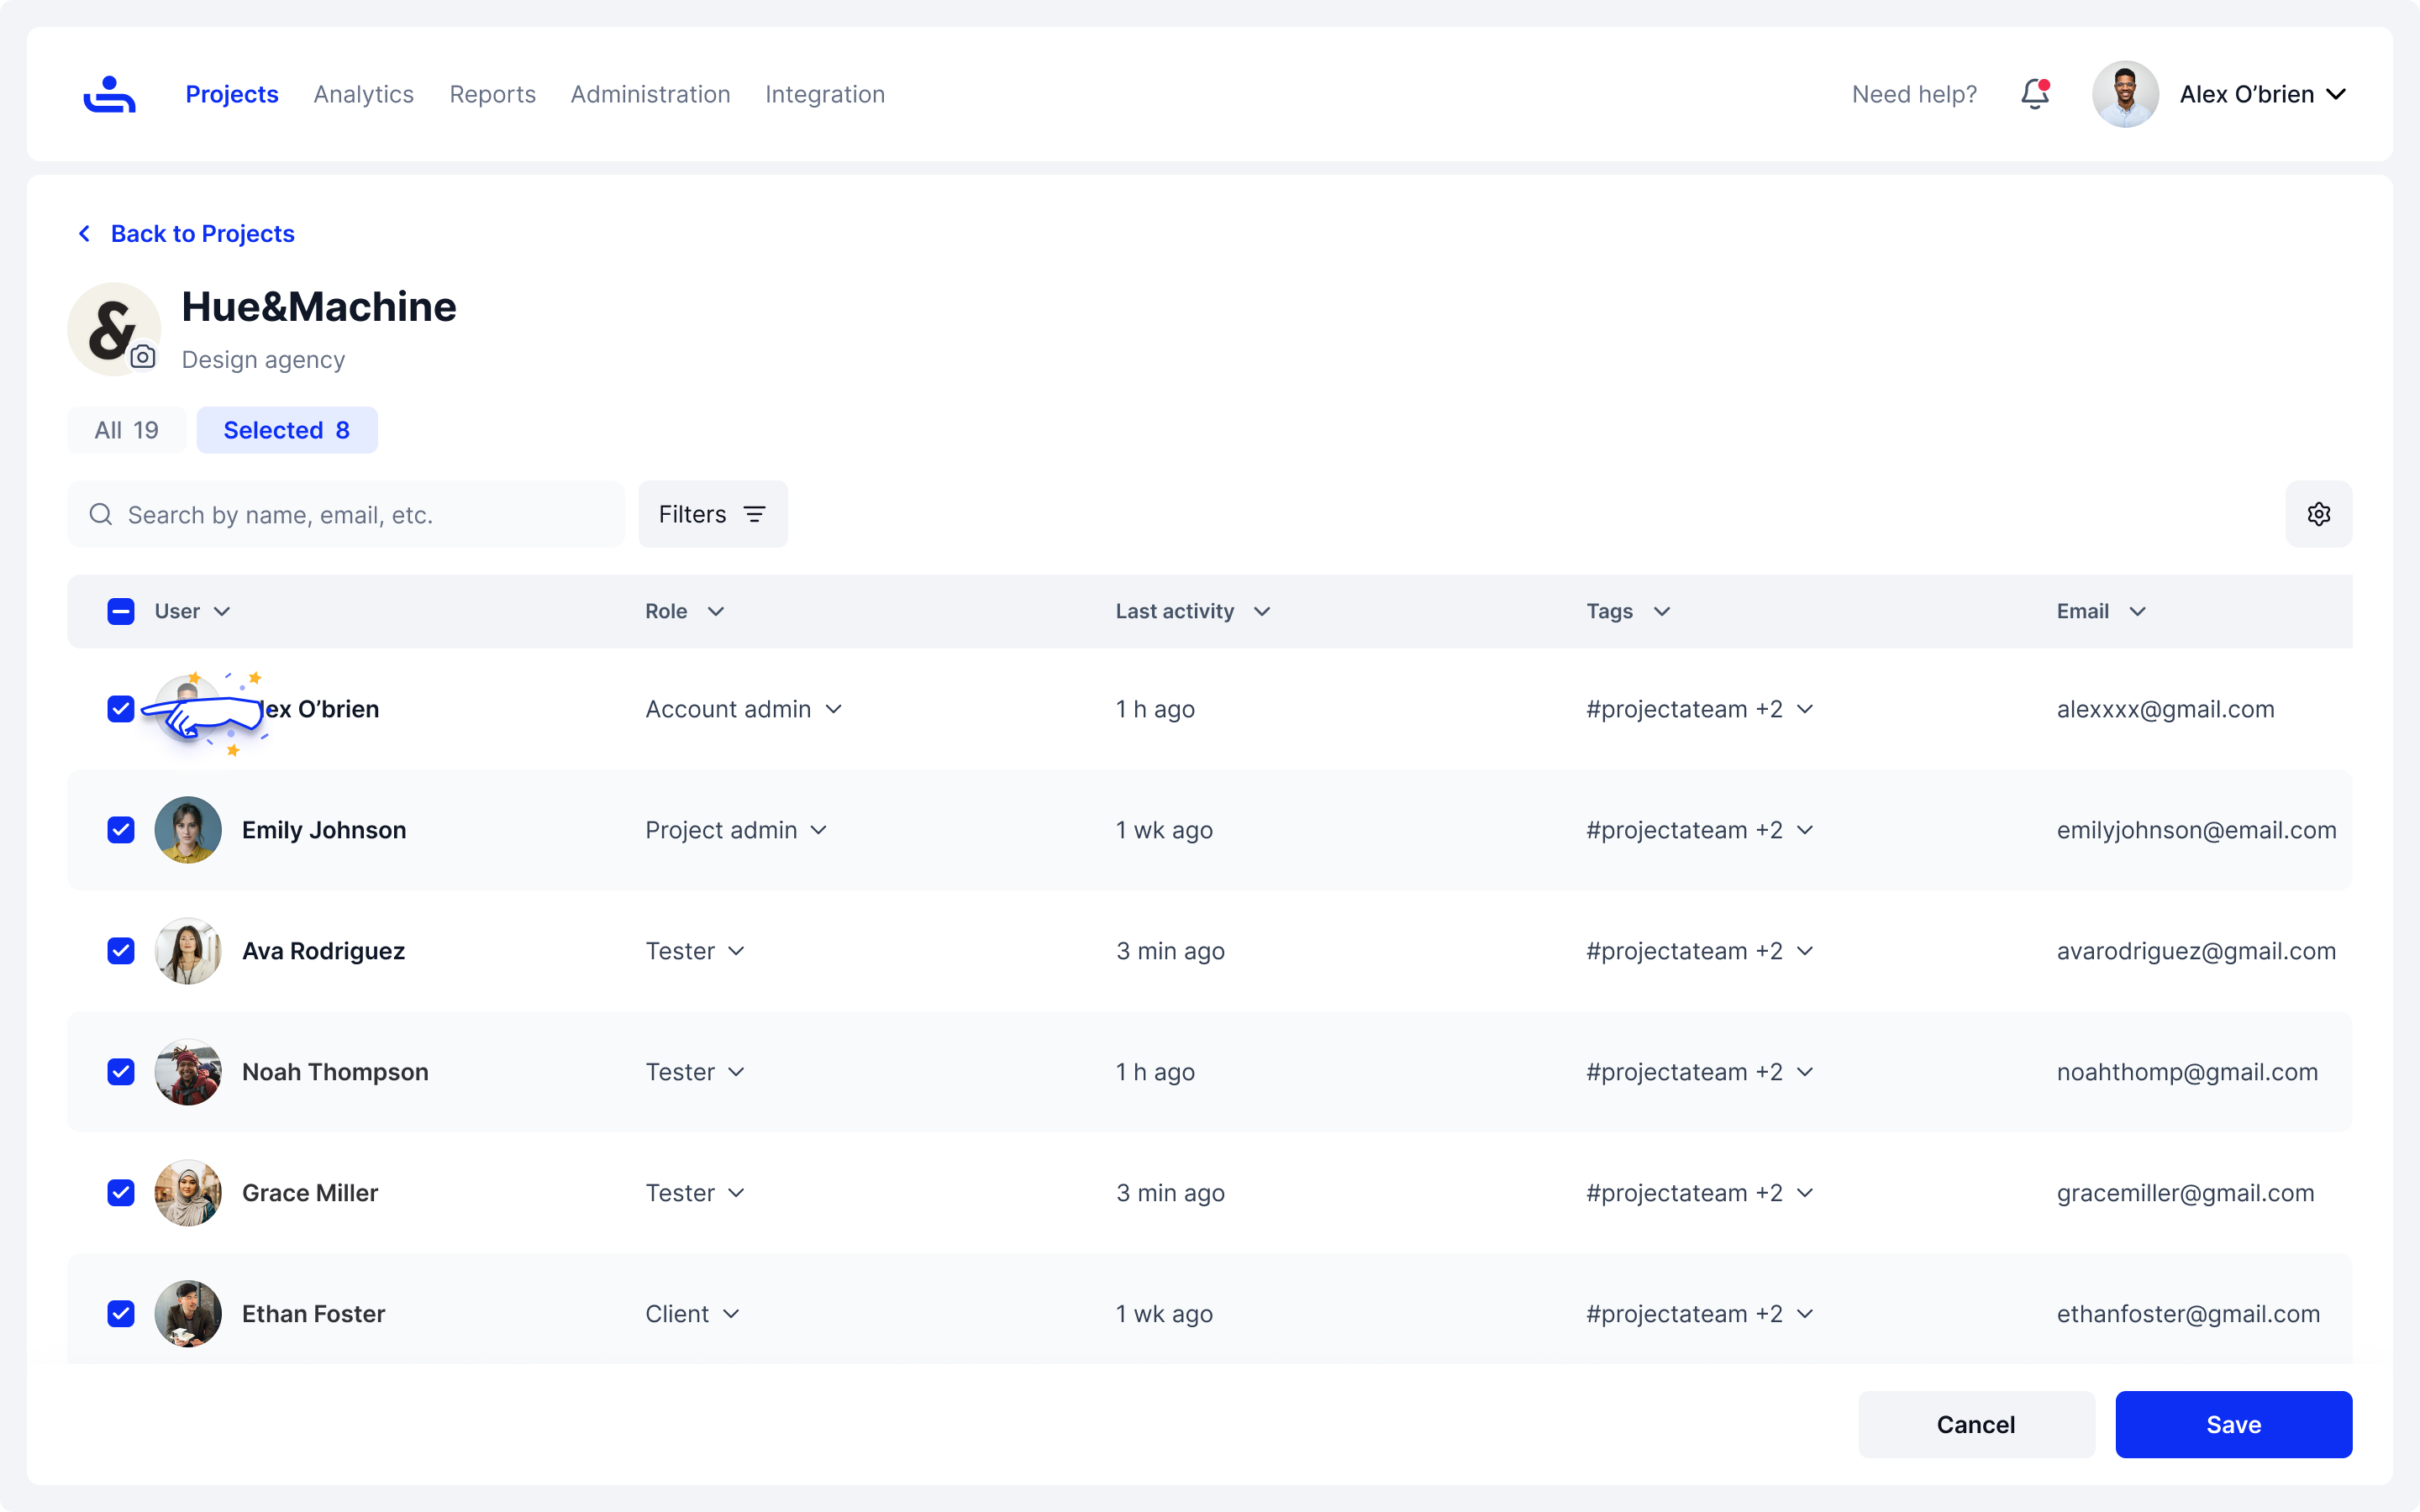 Projects Analytics Reports Administration Integration Need help? Alex O’brien
Back to Projects
&
Hue&Machine
Design agency
All 19 Selected 8
Search by name, email, etc. Filters
User Role Last activity Tags Email
lex O’brien Account admin 1 h ago #projectateam +2 alexxxx@gmail.com
Emily Johnson Project admin 1 wk ago #projectateam +2 emilyjohnson@email.com
Ava Rodriguez Tester 3 min ago #projectateam +2 avarodriguez@gmail.com
Noah Thompson Tester 1 h ago #projectateam +2 noahthomp@gmail.com
Grace Miller Tester 3 min ago #projectateam +2 gracemiller@gmail.com
Ethan Foster Client 1 wk ago #projectateam +2 ethanfoster@gmail.com
Cancel Save